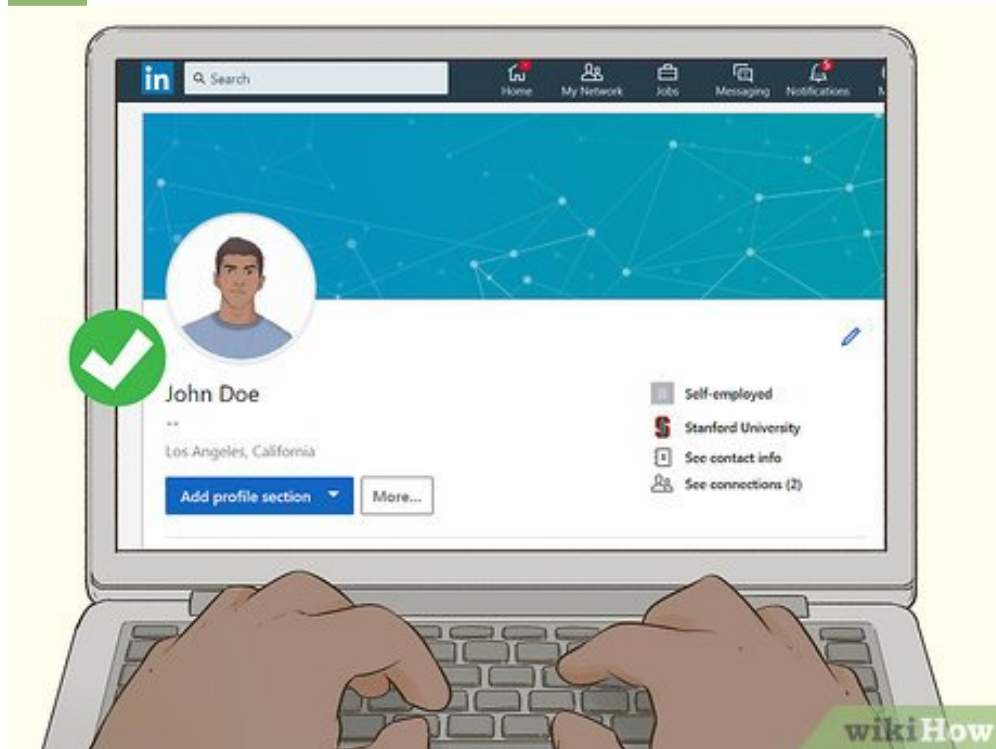 in Search Home My Network Jobs Messaging 5 Notifications M
John Doe
--
Los Angeles, California
Add profile section More...
Self-employed
Stanford University
See contact info
See connections (2)
wikiHow